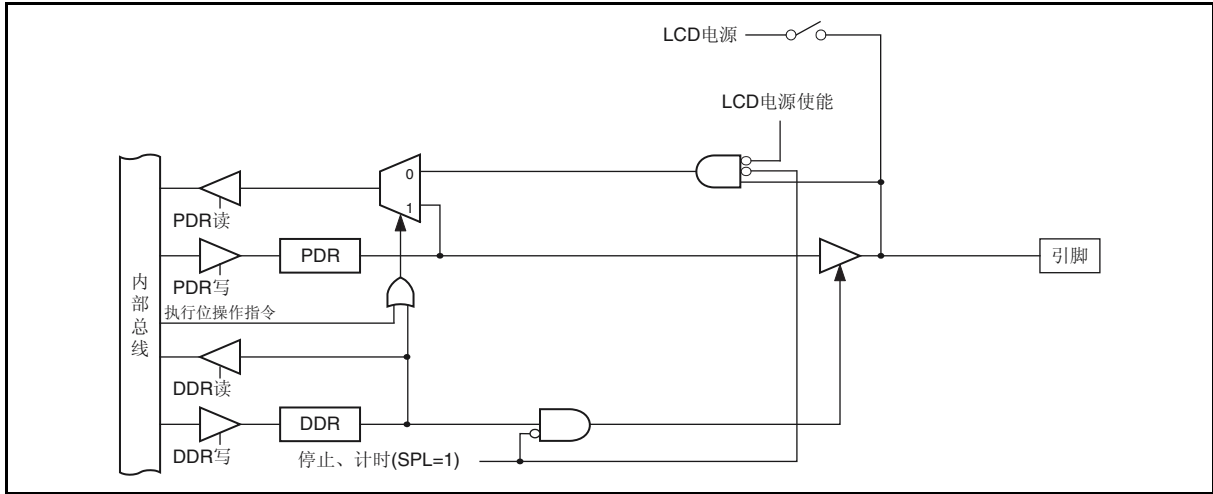 LCD电源
LCD电源使能
0
PDR读
1
PDR
引脚
PDR写
执行位操作指令
内部总线
DDR读
DDR
DDR写
停止、计时(SPL=1)